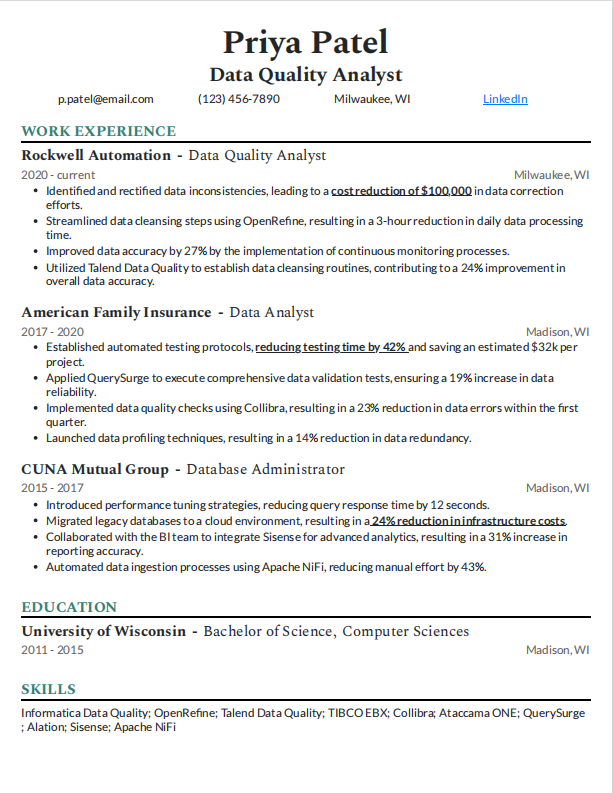 Priya Patel
Data Quality Analyst
p.patel@email.com (123) 456-7890 Milwaukee, WI LinkedIn
WORK EXPERIENCE
Rockwell Automation - Data Quality Analyst
2020 - current Milwaukee, WI
• Identified and rectified data inconsistencies, leading to a cost reduction of $100,000 in data correction
efforts.
• Streamlined data cleansing steps using OpenRefine, resulting in a 3-hour reduction in daily data processing
time.
• Improved data accuracy by 27% by the implementation of continuous monitoring processes.
• Utilized Talend Data Quality to establish data cleansing routines, contributing to a 24% improvement in
overall data accuracy.
American Family Insurance - Data Analyst
2017 - 2020 Madison, WI
• Established automated testing protocols, reducing testing time by 42% and saving an estimated $32k per
project.
• Applied QuerySurge to execute comprehensive data validation tests, ensuring a 19% increase in data
reliability.
• Implemented data quality checks using Collibra, resulting in a 23% reduction in data errors within the first
quarter.
• Launched data profiling techniques, resulting in a 14% reduction in data redundancy.
CUNA Mutual Group - Database Administrator
2015 - 2017 Madison, WI
• Introduced performance tuning strategies, reducing query response time by 12 seconds.
• Migrated legacy databases to a cloud environment, resulting in a 24% reduction in infrastructure costs.
• Collaborated with the BI team to integrate Sisense for advanced analytics, resulting in a 31% increase in
reporting accuracy.
• Automated data ingestion processes using Apache NiFi, reducing manual effort by 43%.
EDUCATION
University of Wisconsin - Bachelor of Science, Computer Sciences
2011 - 2015 Madison, WI
SKILLS
Informatica Data Quality; OpenRefine; Talend Data Quality; TIBCO EBX; Collibra; Ataccama ONE; QuerySurge
; Alation; Sisense; Apache NiFi